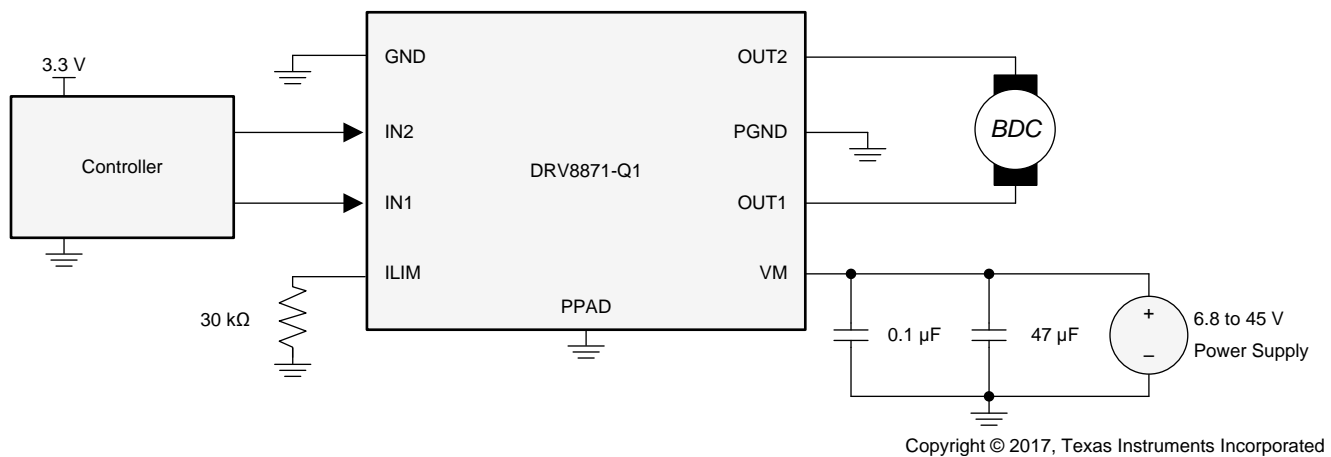 3.3 V
Controller
GND
IN2
IN1
ILIM
DRV8871-Q1
PPAD
OUT2
PGND
OUT1
VM
BDC
30 kΩ
0.1 µF
47 µF
+
–
6.8 to 45 V
Power Supply
Copyright © 2017, Texas Instruments Incorporated